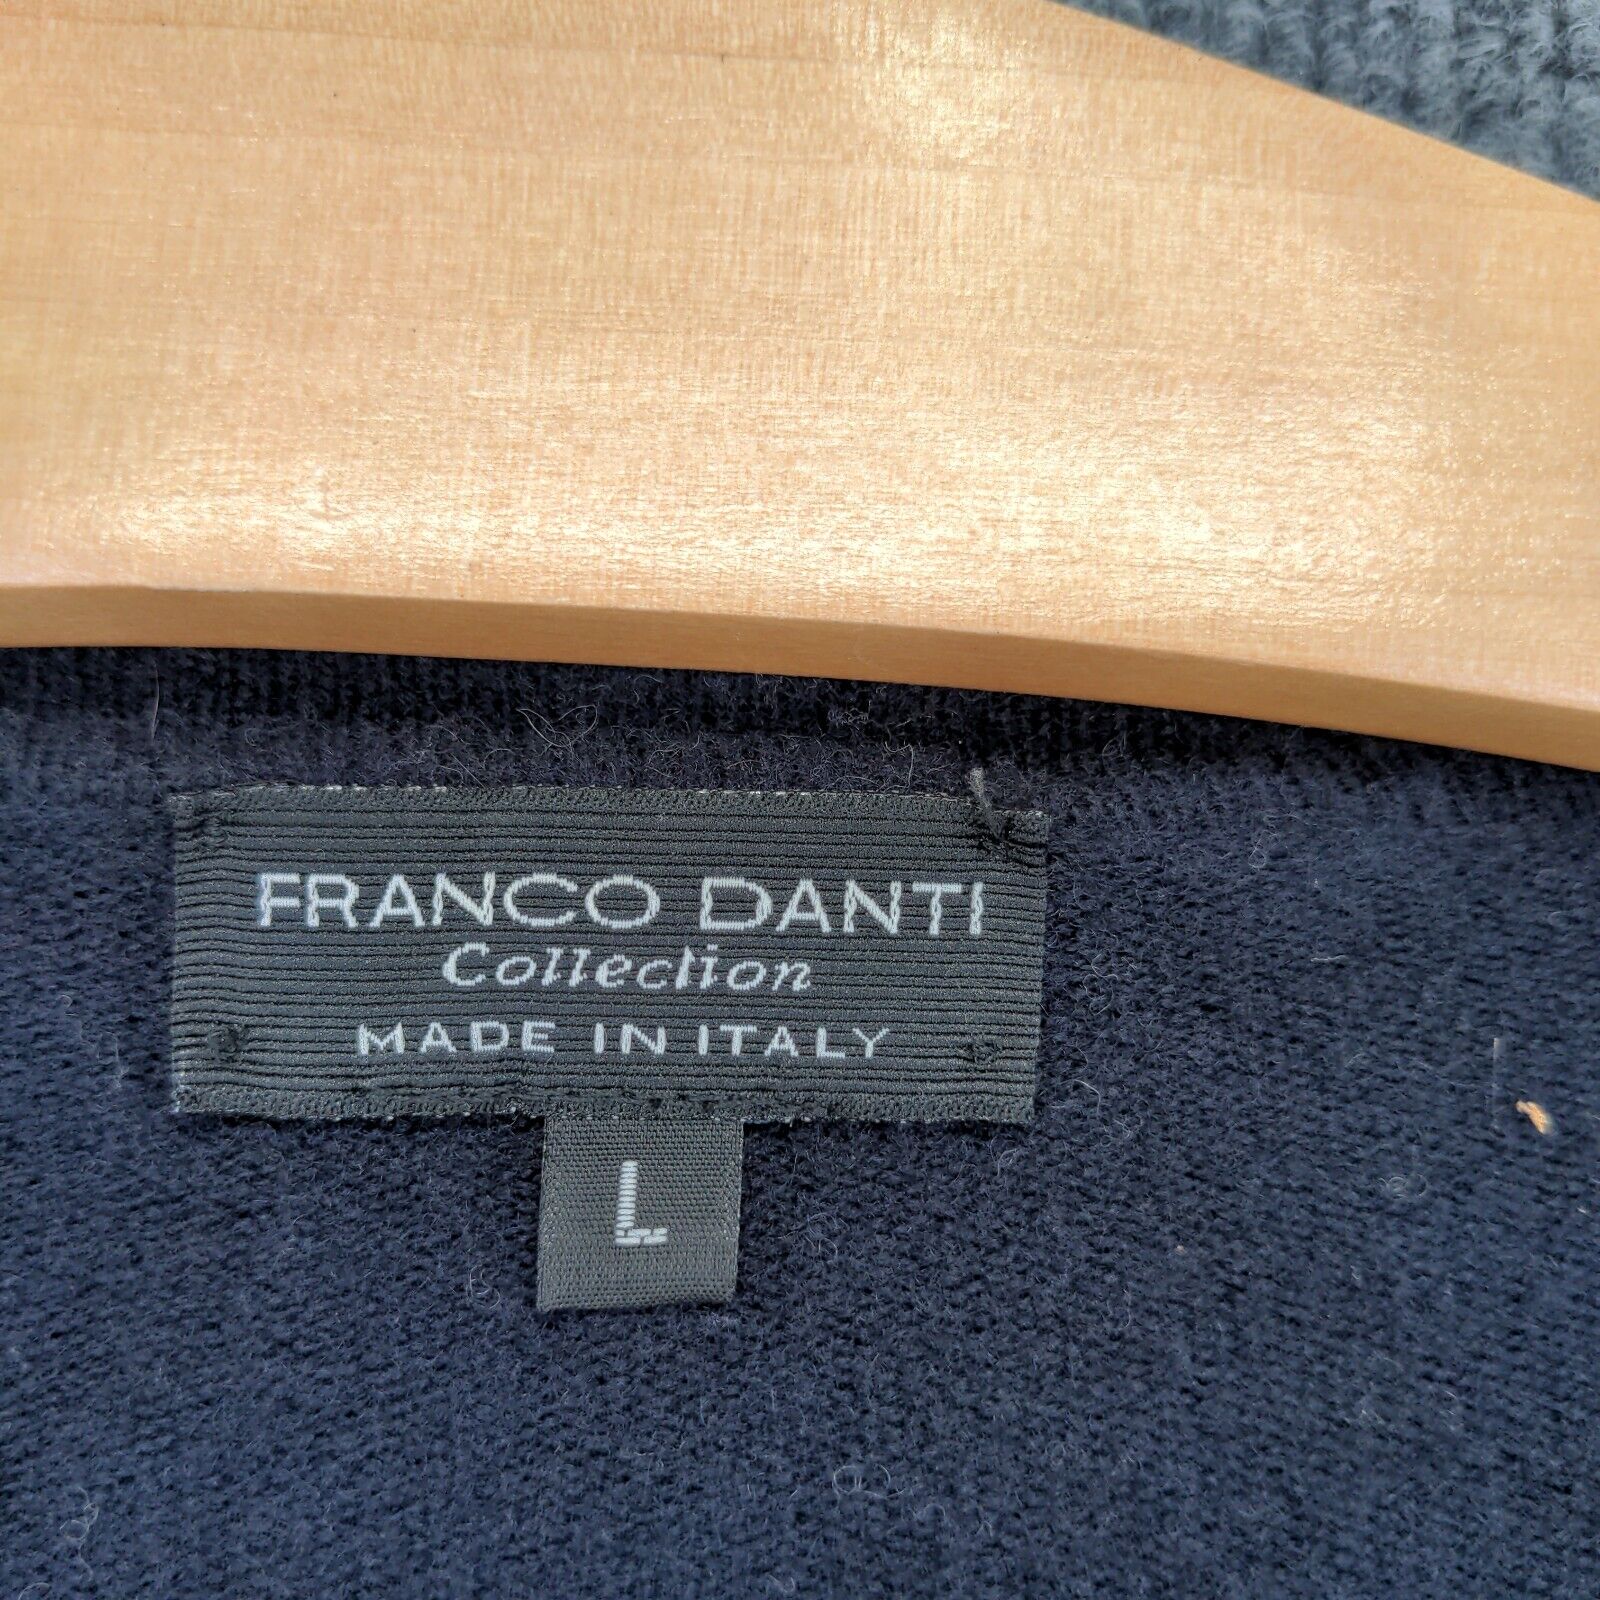 FRANCO DANTI
Collection
MADE IN ITALY
L